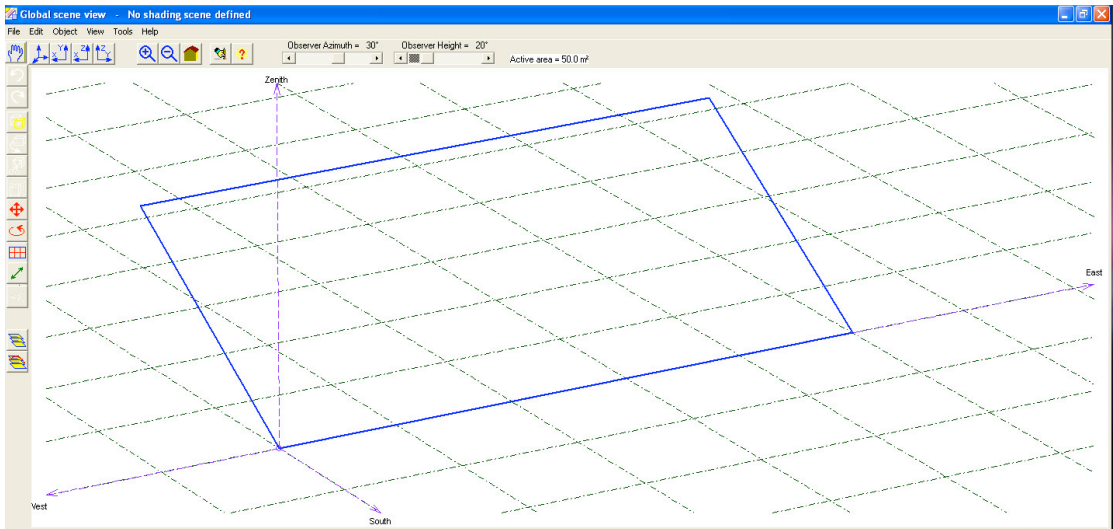 Global scene view - No shading scene defined
File Edit Object View Tools Help
Observer Azimuth = 30° Observer Height = 20°
Active area = 50.0 m²
Zenith
East
Vest
South